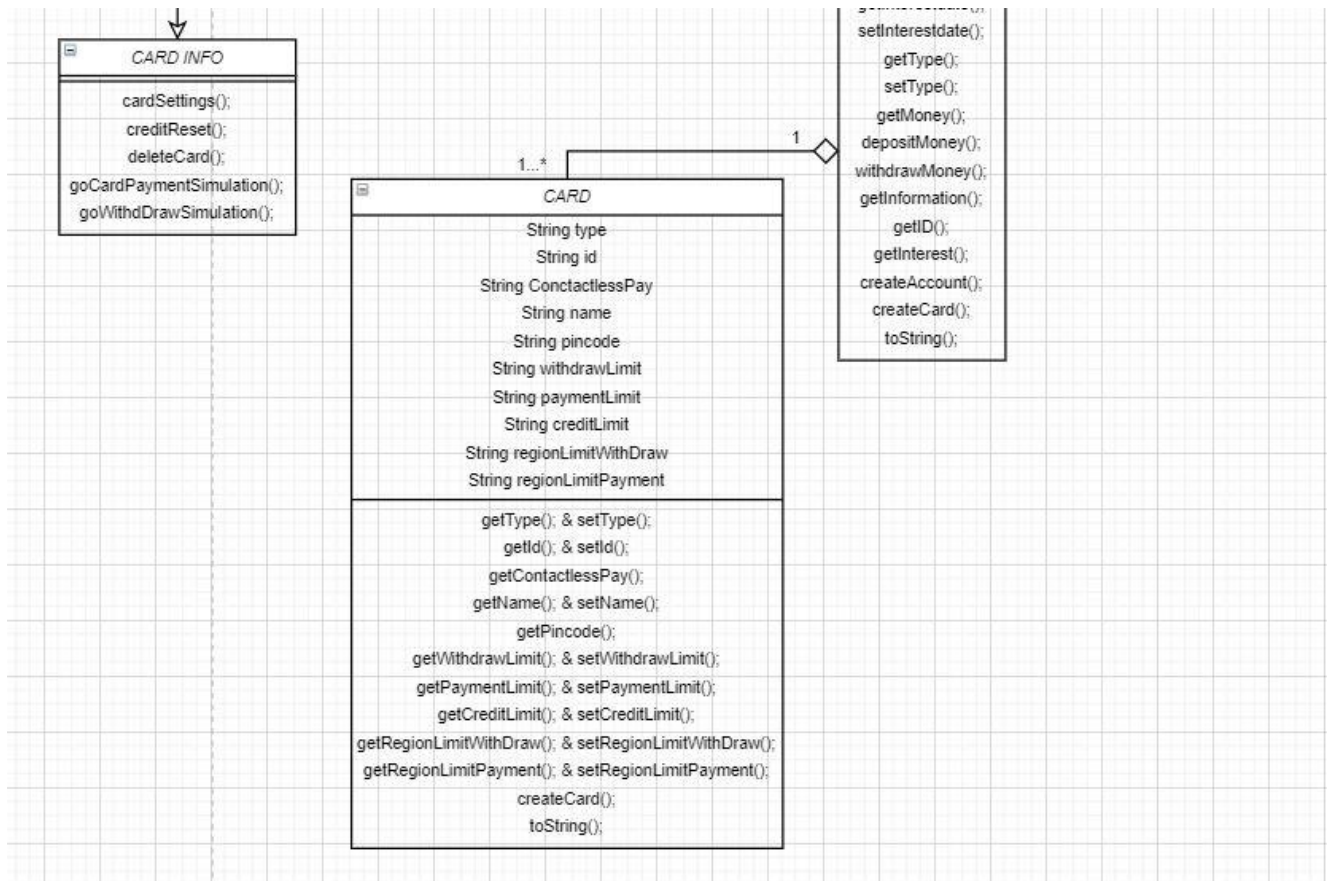 CARD INFO
cardSettings();
creditReset();
deleteCard();
goCardPaymentSimulation();
goWithdDrawSimulation();
1...*
1
CARD
String type
String id
String ConctactlessPay
String name
String pincode
String withdrawLimit
String paymentLimit
String creditLimit
String regionLimitWithDraw
String regionLimitPayment
getType(); & setType();
getId(); & setId();
getContactlessPay();
getName(); & setName();
getPincode();
getWithdrawLimit(); & setWithdrawLimit();
getPaymentLimit(); & setPaymentLimit();
getCreditLimit(); & setCreditLimit();
getRegionLimitWithDraw(); & setRegionLimitWithDraw();
getRegionLimitPayment(); & setRegionLimitPayment();
createCard();
toString();
setInterestdate();
getType();
setType();
getMoney();
depositMoney();
withdrawMoney();
getInformation();
getID();
getInterest();
createAccount();
createCard();
toString();